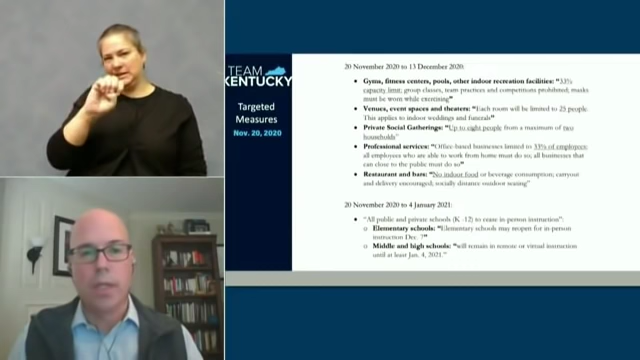 TEAM
KENTUCKY
Targeted
Measures
Nov. 20, 2020
20 November 2020 to 13 December 2020:
• Gyms, fitness centers, pools, other indoor recreation facilities: "33%
capacity limit; group classes, team practices and competitions prohibited; masks
must be worn while exercising"
• Venues, event spaces and theaters: "Each room will be limited to 25 people.
This applies to indoor weddings and funerals"
• Private Social Gatherings: "Up to eight people from a maximum of two
households"
• Professional services: "Office-based businesses limited to 33% of employees;
all employees who are able to work from home must do so; all businesses that
can close to the public must do so"
• Restaurant and bars: "No indoor food or beverage consumption; carryout
and delivery encouraged; socially distant outdoor seating"
20 November 2020 to 4 January 2021:
• "All public and private schools (K -12) to cease in-person instruction":
o Elementary schools: "Elementary schools may reopen for in-person
instruction Dec. 7"
o Middle and high schools: "will remain in remote or virtual instruction
until at least Jan. 4, 2021."